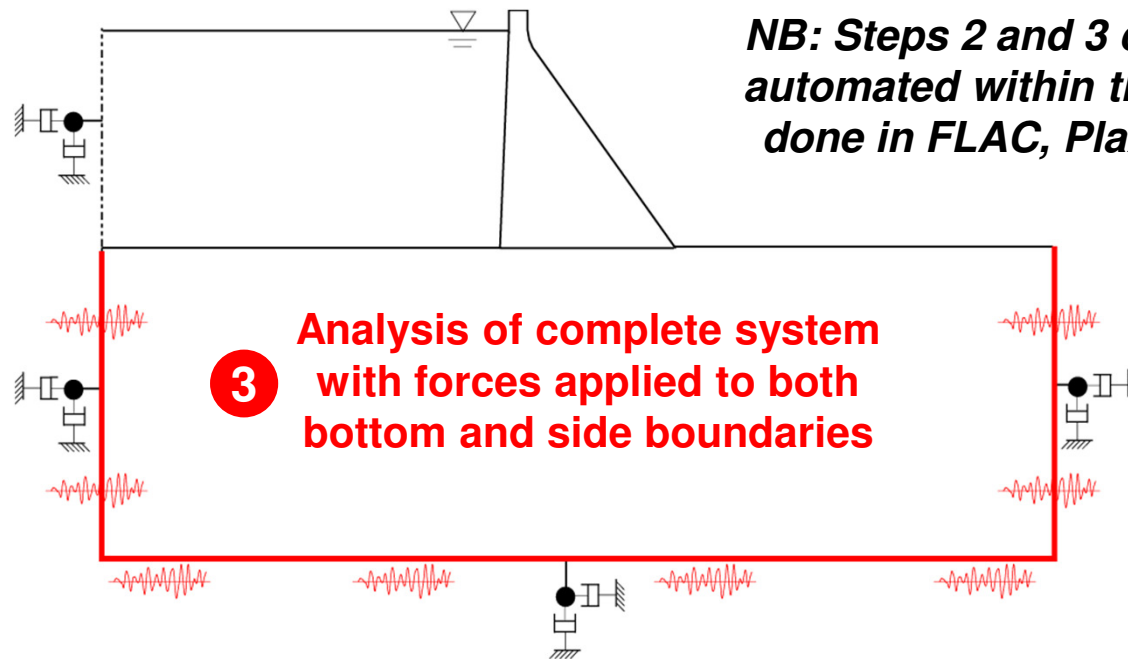 NB: Steps 2 and 3
automated within
done in FLAC,
3
Analysis of complete system
with forces applied to both
bottom and side boundaries